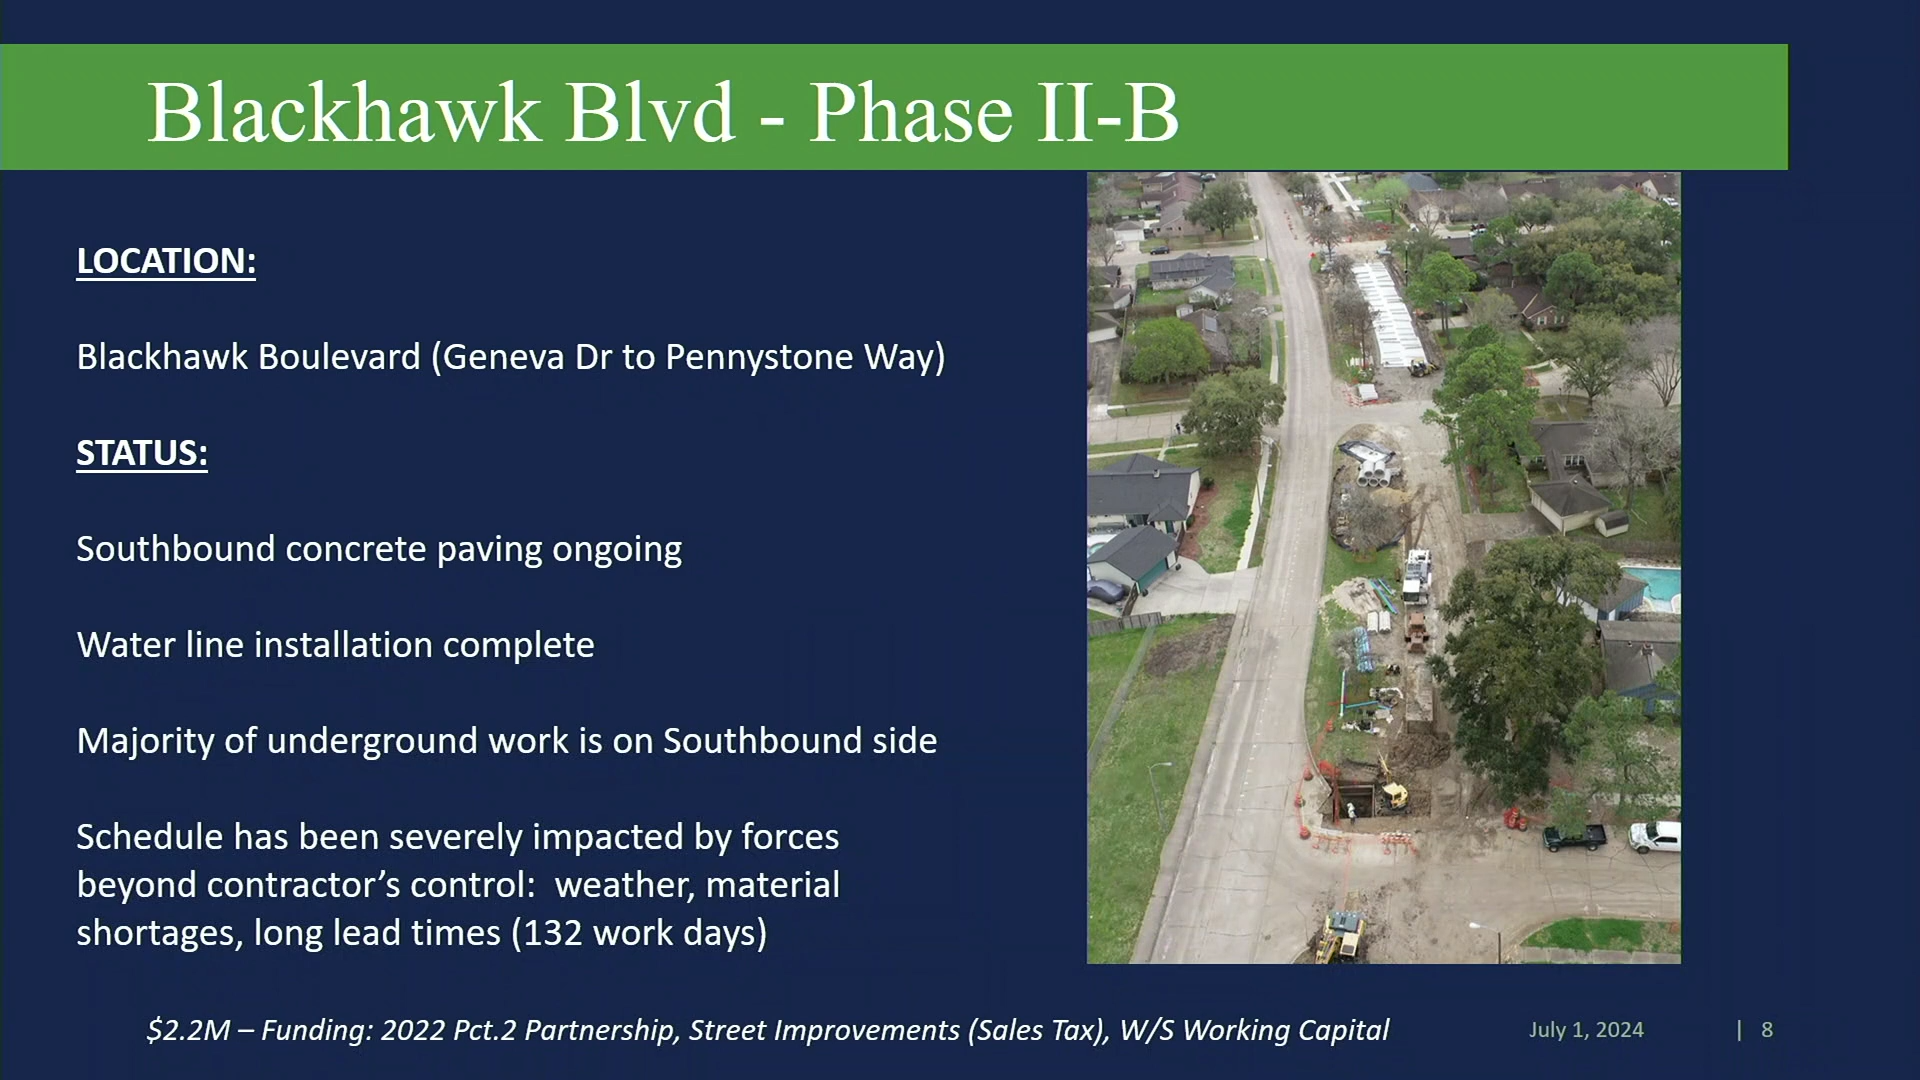 Blackhawk Blvd - Phase II-B
LOCATION:
Blackhawk Boulevard (Geneva Dr to Pennystone Way)
STATUS:
Southbound concrete paving ongoing
Water line installation complete
Majority of underground work is on Southbound side
Schedule has been severely impacted by forces
beyond contractor’s control:  weather, material
shortages, long lead times (132 work days)
$2.2M – Funding: 2022 Pct.2 Partnership, Street Improvements (Sales Tax), W/S Working Capital
July 1, 2024 | 8